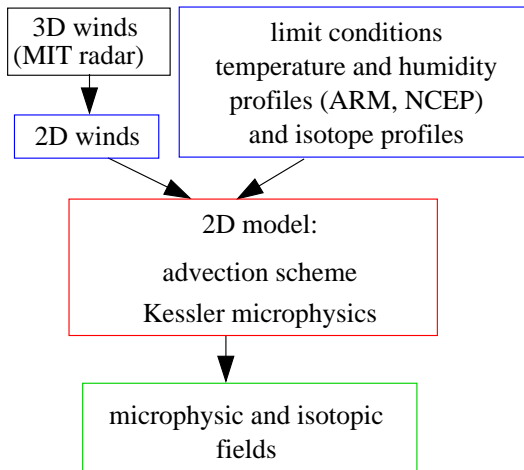 3D winds
(MIT radar)
2D winds
limit conditions
temperature and humidity
profiles (ARM, NCEP)
and isotope profiles
2D model:
advection scheme
Kessler microphysics
microphysic and isotopic
fields